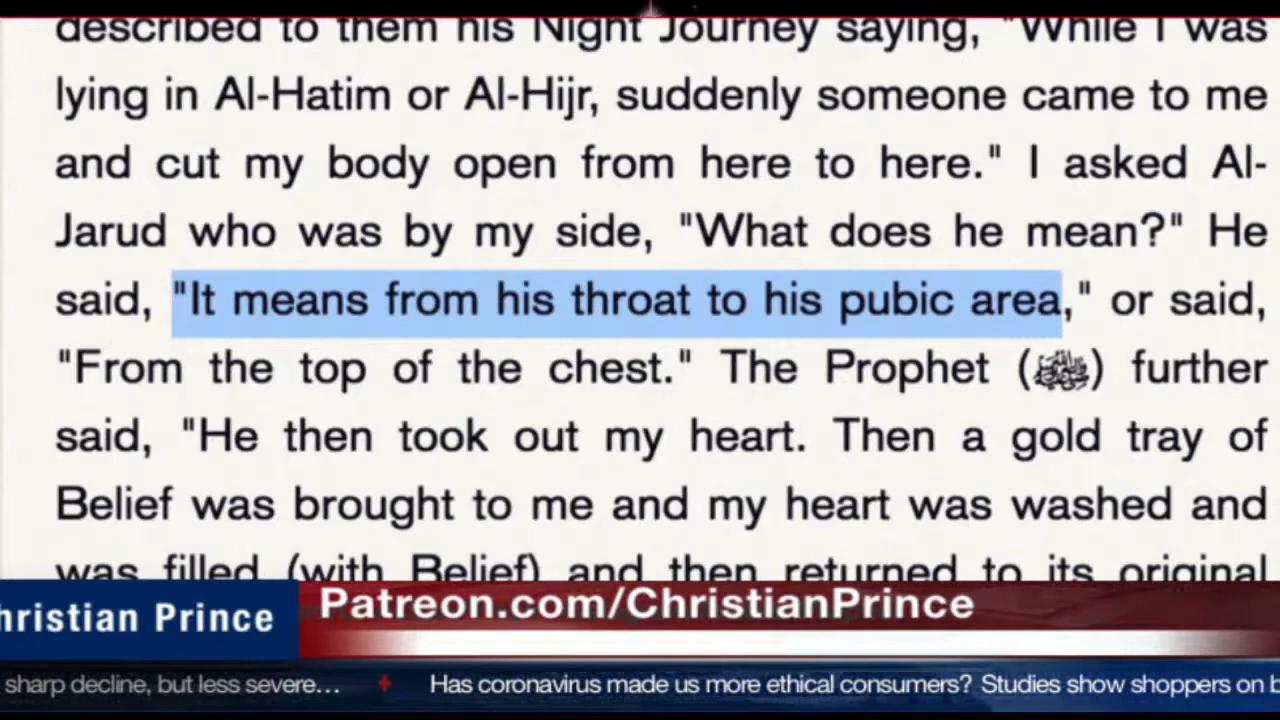 described to them his Night Journey saying, "While I was
lying in Al-Hatim or Al-Hijr, suddenly someone came to me
and cut my body open from here to here." I asked Al-
Jarud who was by my side, "What does he mean?" He
said, "It means from his throat to his pubic area," or said,
"From the top of the chest." The Prophet (ﷺ) further
said, "He then took out my heart. Then a gold tray of
Belief was brought to me and my heart was washed and
was filled (with Belief) and then returned to its original
hristian Prince
Patreon.com/ChristianPrince
sharp decline, but less severe… Has coronavirus made us more ethical consumers? Studies show shoppers on b